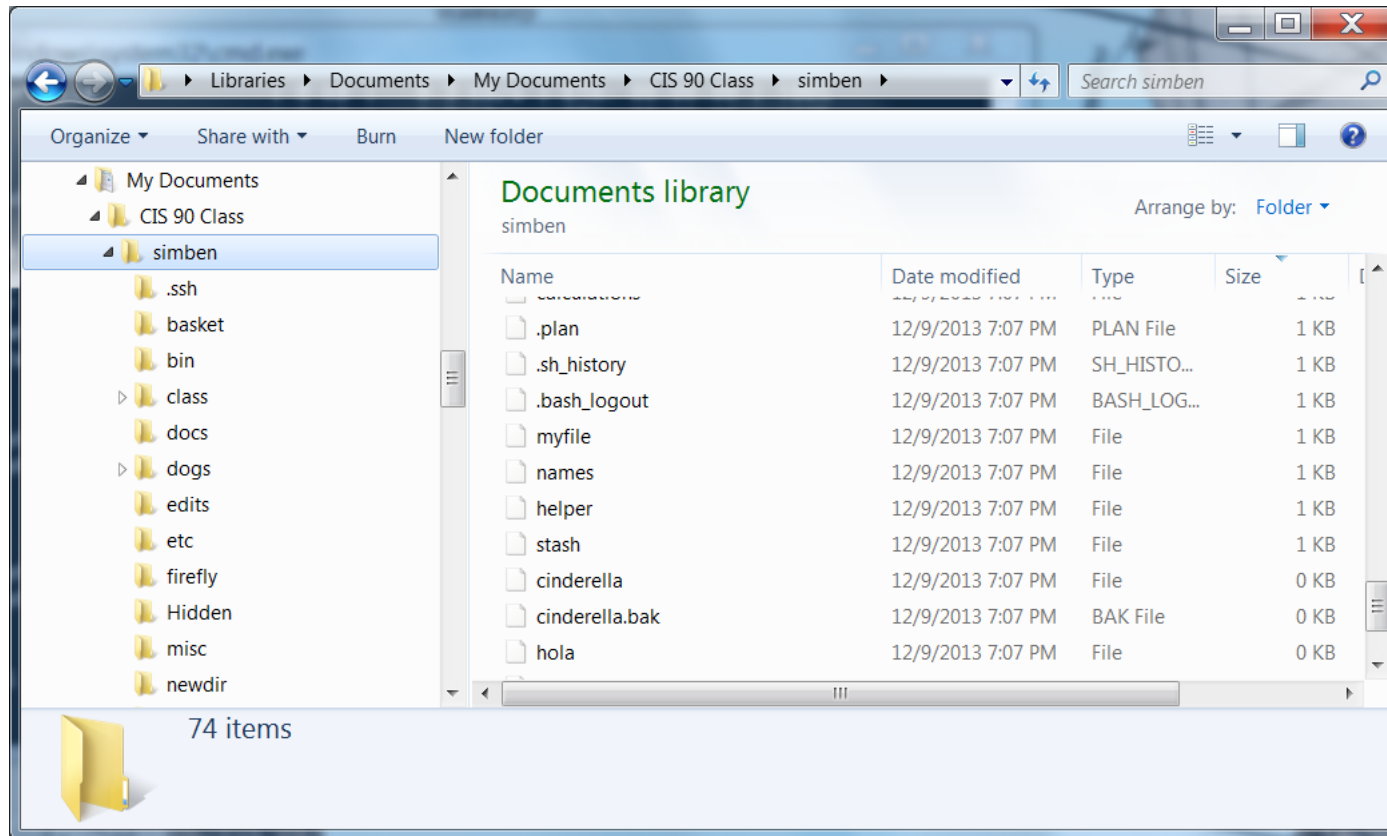 Libraries Documents My Documents CIS 90 Class simben Search simben
Organize Share with Burn New folder
My Documents
CIS 90 Class
simben
.ssh
basket
bin
class
docs
dogs
edits
etc
firefly
Hidden
misc
newdir
Documents library
simben
Arrange by: Folder
Name Date modified Type Size
.plan 12/9/2013 7:07 PM PLAN File 1 KB
.sh_history 12/9/2013 7:07 PM SH_HISTO... 1 KB
.bash_logout 12/9/2013 7:07 PM BASH_LOG... 1 KB
myfile 12/9/2013 7:07 PM File 1 KB
names 12/9/2013 7:07 PM File 1 KB
helper 12/9/2013 7:07 PM File 1 KB
stash 12/9/2013 7:07 PM File 1 KB
cinderella 12/9/2013 7:07 PM File 0 KB
cinderella.bak 12/9/2013 7:07 PM BAK File 0 KB
hola 12/9/2013 7:07 PM File 0 KB
74 items